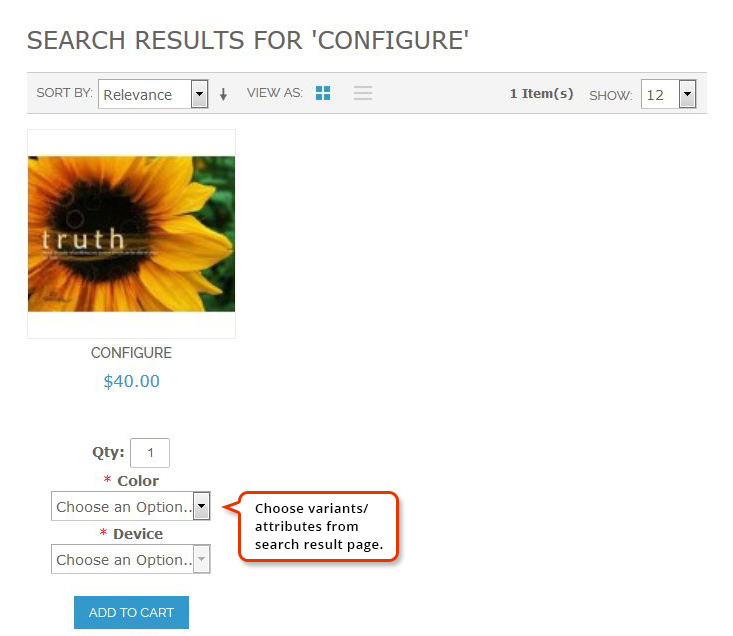 SEARCH RESULTS FOR 'CONFIGURE'
SORT BY: Relevance VIEW AS: 1 Item(s) SHOW: 12
truth
CONFIGURE
$40.00
Qty: 1
* Color
Choose an Option..
* Device
Choose an Option..
Choose variants/
attributes from
search result page.
ADD TO CART